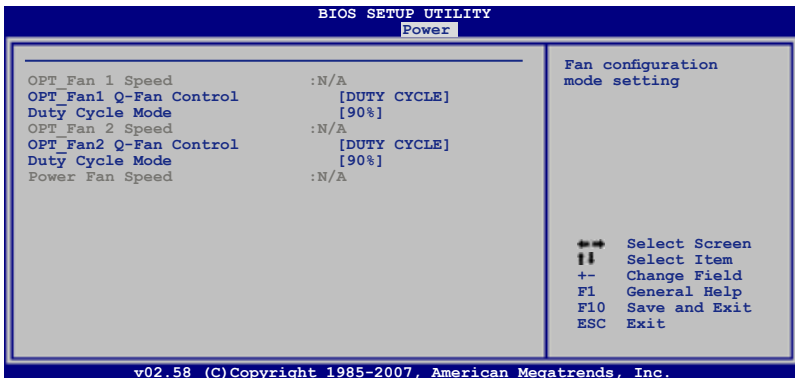 BIOS SETUP UTILITY
Power
OPT_Fan 1 Speed :N/A
OPT_Fan1 Q-Fan Control [DUTY CYCLE]
Duty Cycle Mode [90%]
OPT_Fan 2 Speed :N/A
OPT_Fan2 Q-Fan Control [DUTY CYCLE]
Duty Cycle Mode [90%]
Power Fan Speed :N/A
Fan configuration
mode setting
←→ Select Screen
↑↓ Select Item
+- Change Field
F1 General Help
F10 Save and Exit
ESC Exit
v02.58 (C)Copyright 1985-2007, American Megatrends, Inc.